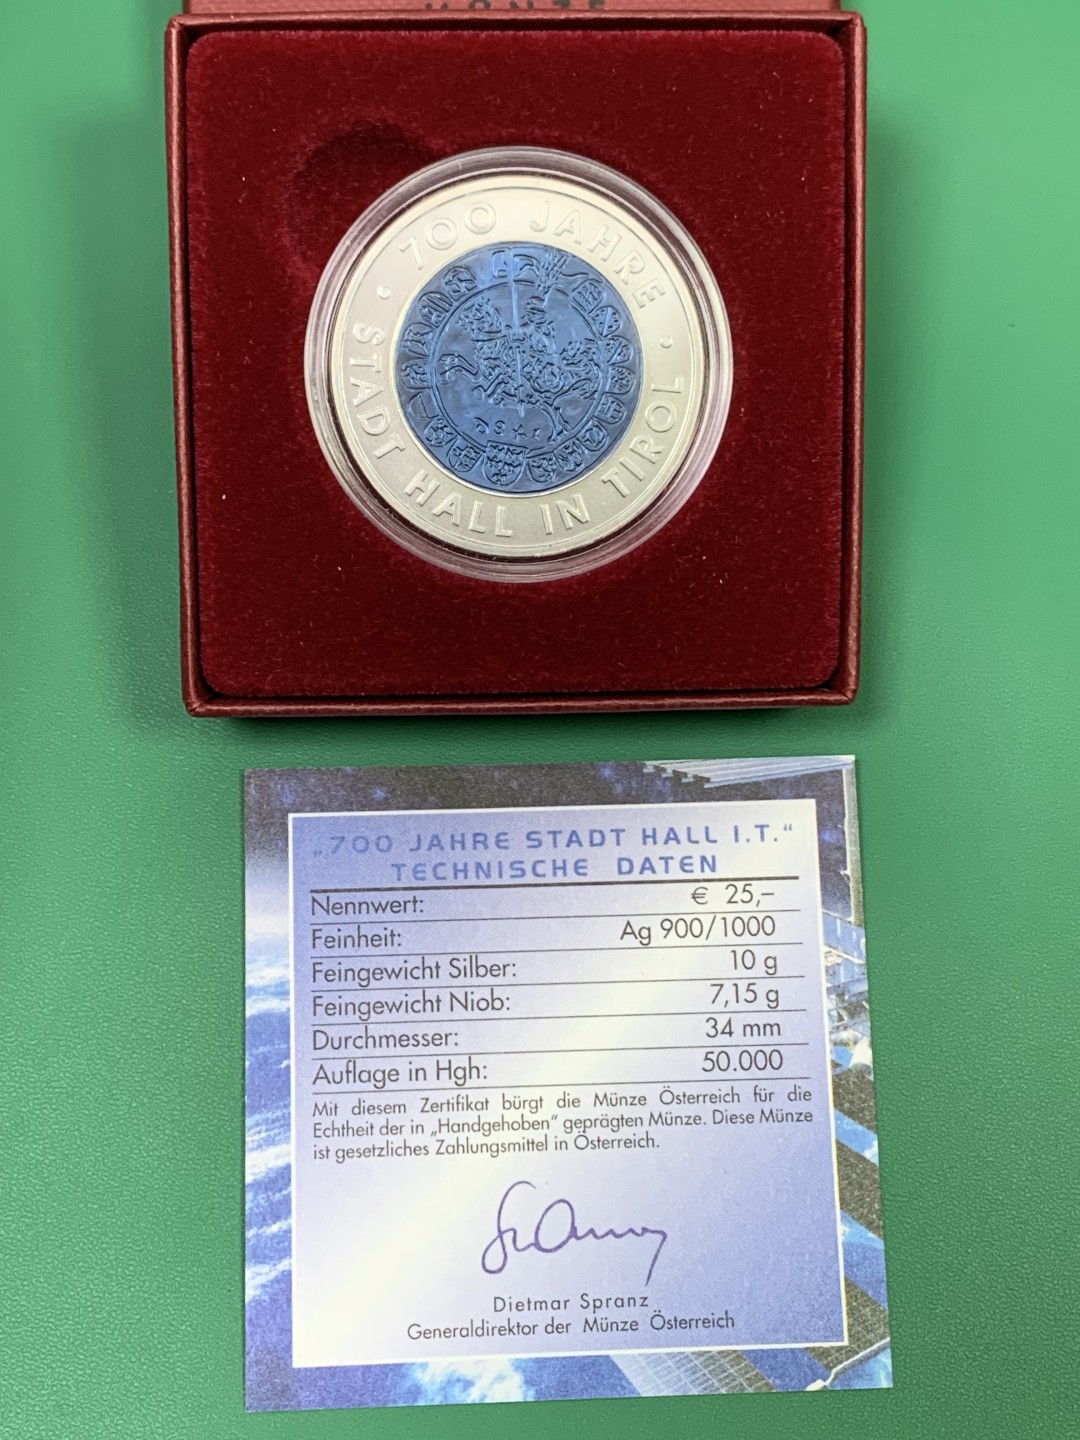 MÜNZE
700 JAHRE
STADT HALL IN TIROL
„700 JAHRE STADT HALL I.T.“
TECHNISCHE DATEN
Nennwert: € 25,–
Feinheit: Ag 900/1000
Feingewicht Silber: 10 g
Feingewicht Niob: 7,15 g
Durchmesser: 34 mm
Auflage in Hgh: 50.000
Mit diesem Zertifikat bürgt die Münze Österreich für die
Echtheit der in „Handgehoben“ geprägten Münze. Diese Münze
ist gesetzliches Zahlungsmittel in Österreich.
Dietmar Spranz
Generaldirektor der Münze Österreich